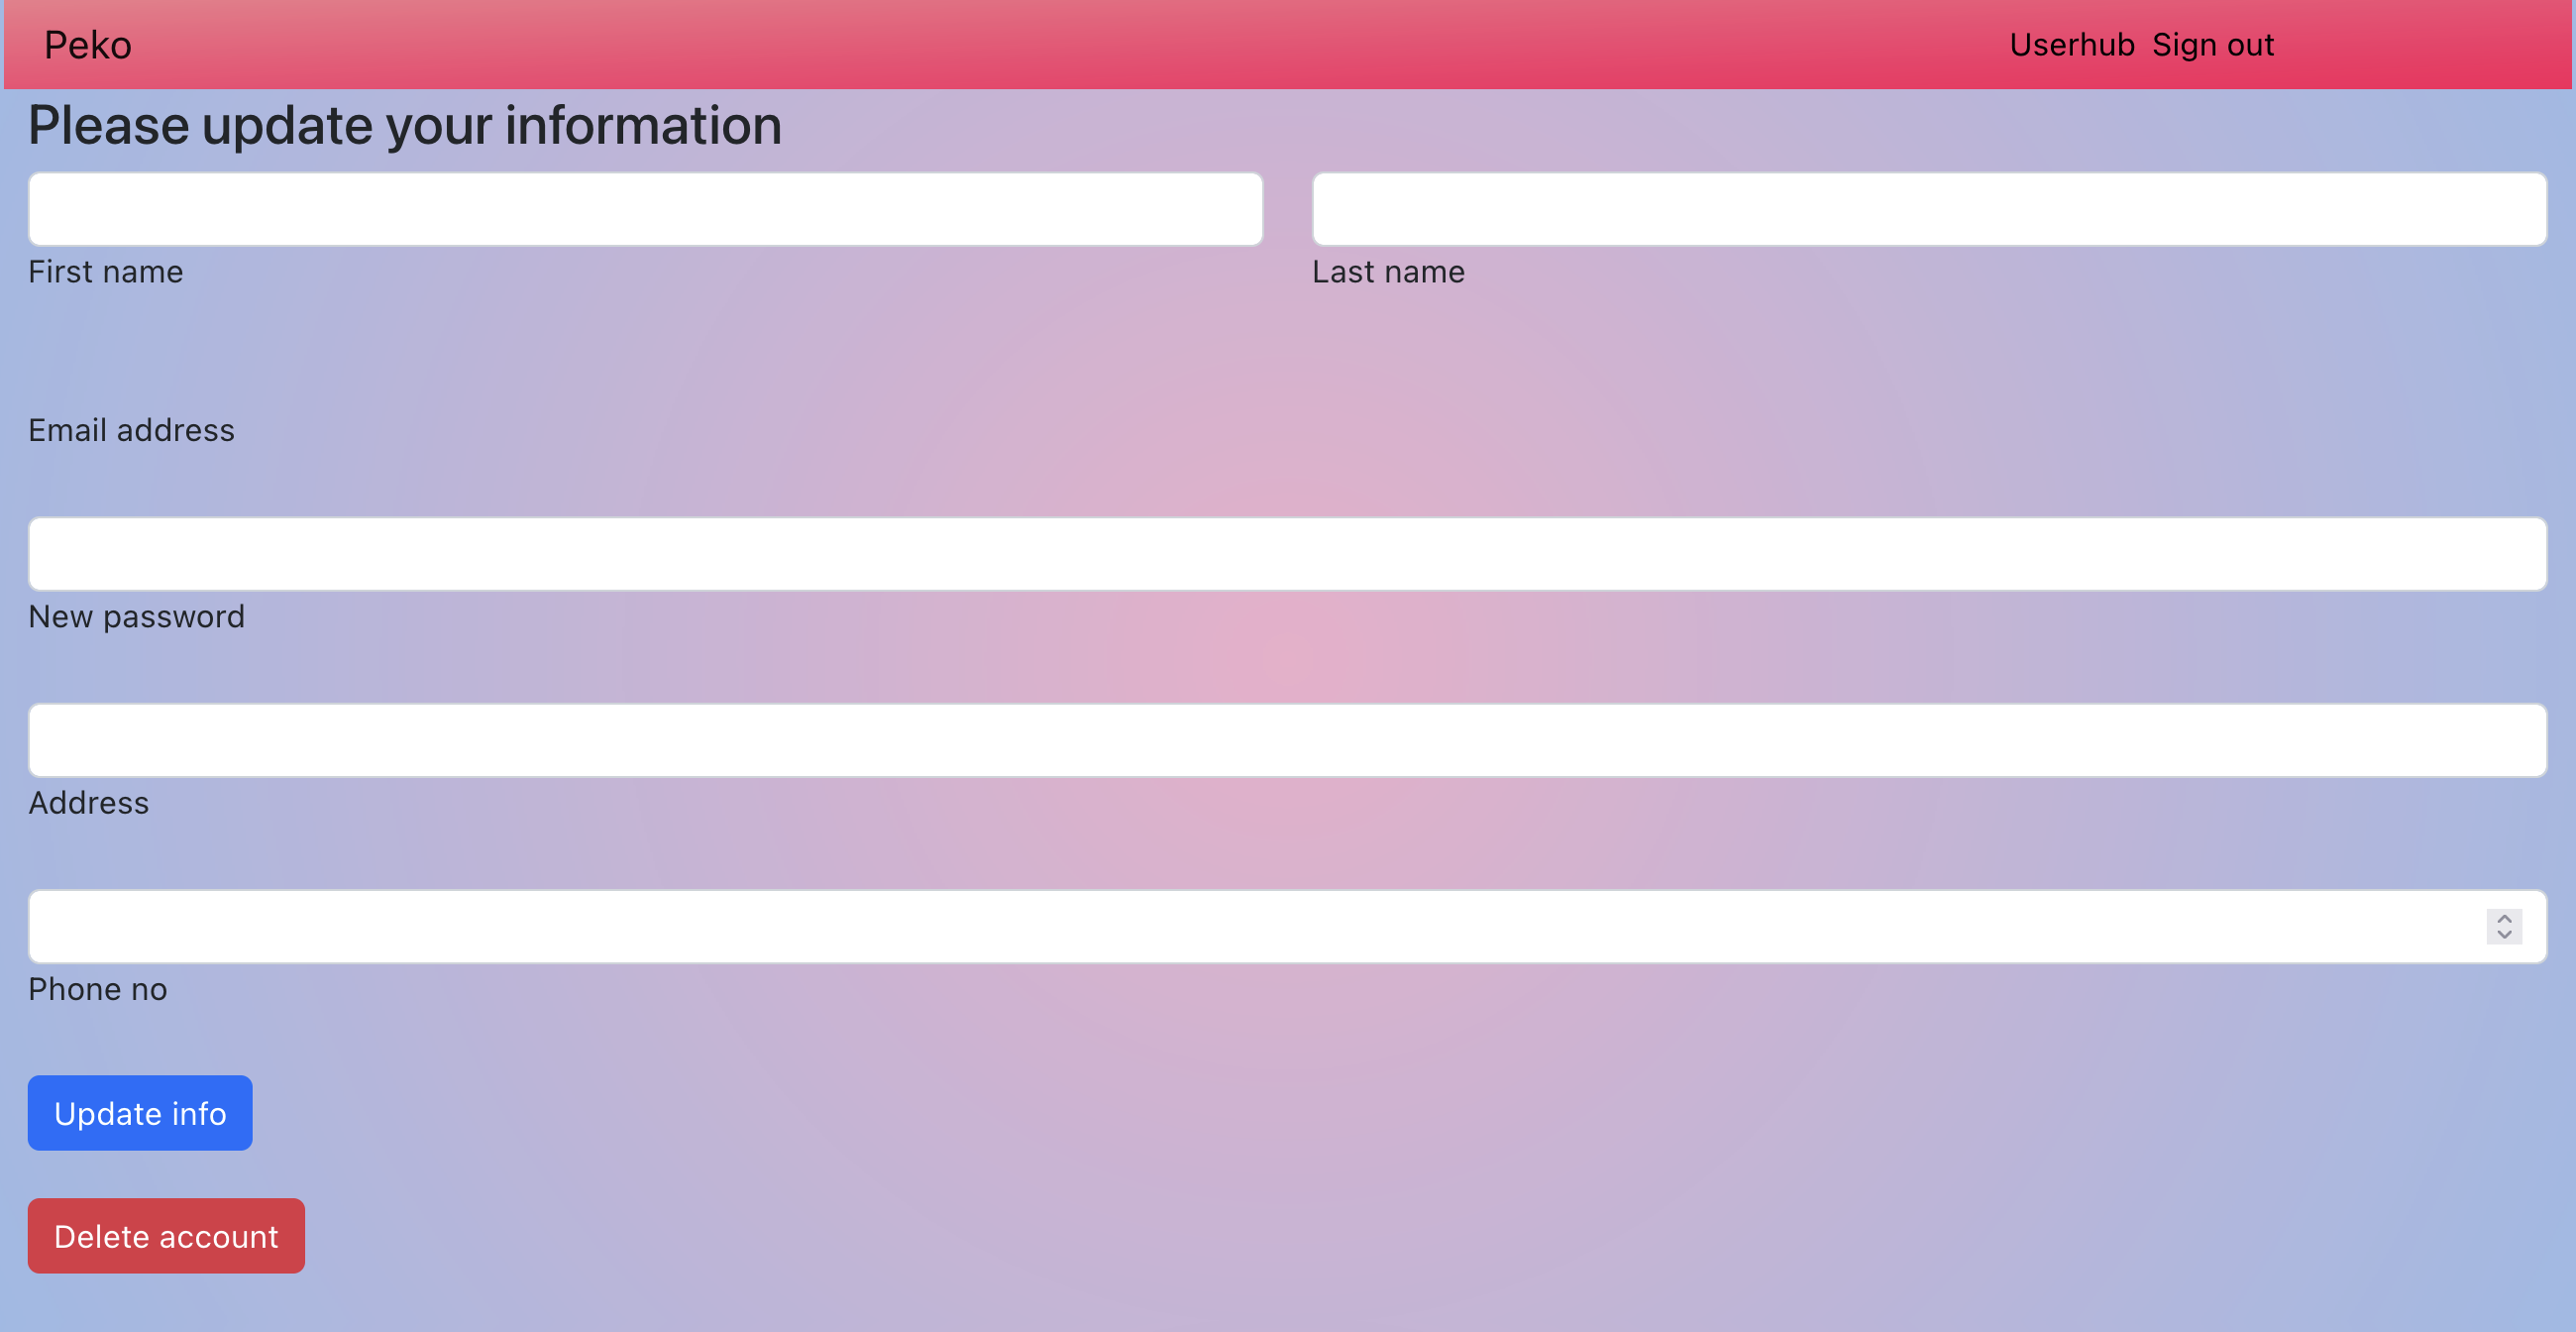 Peko Userhub Sign out
Please update your information
First name Last name
Email address
New password
Address
Phone no
Update info
Delete account